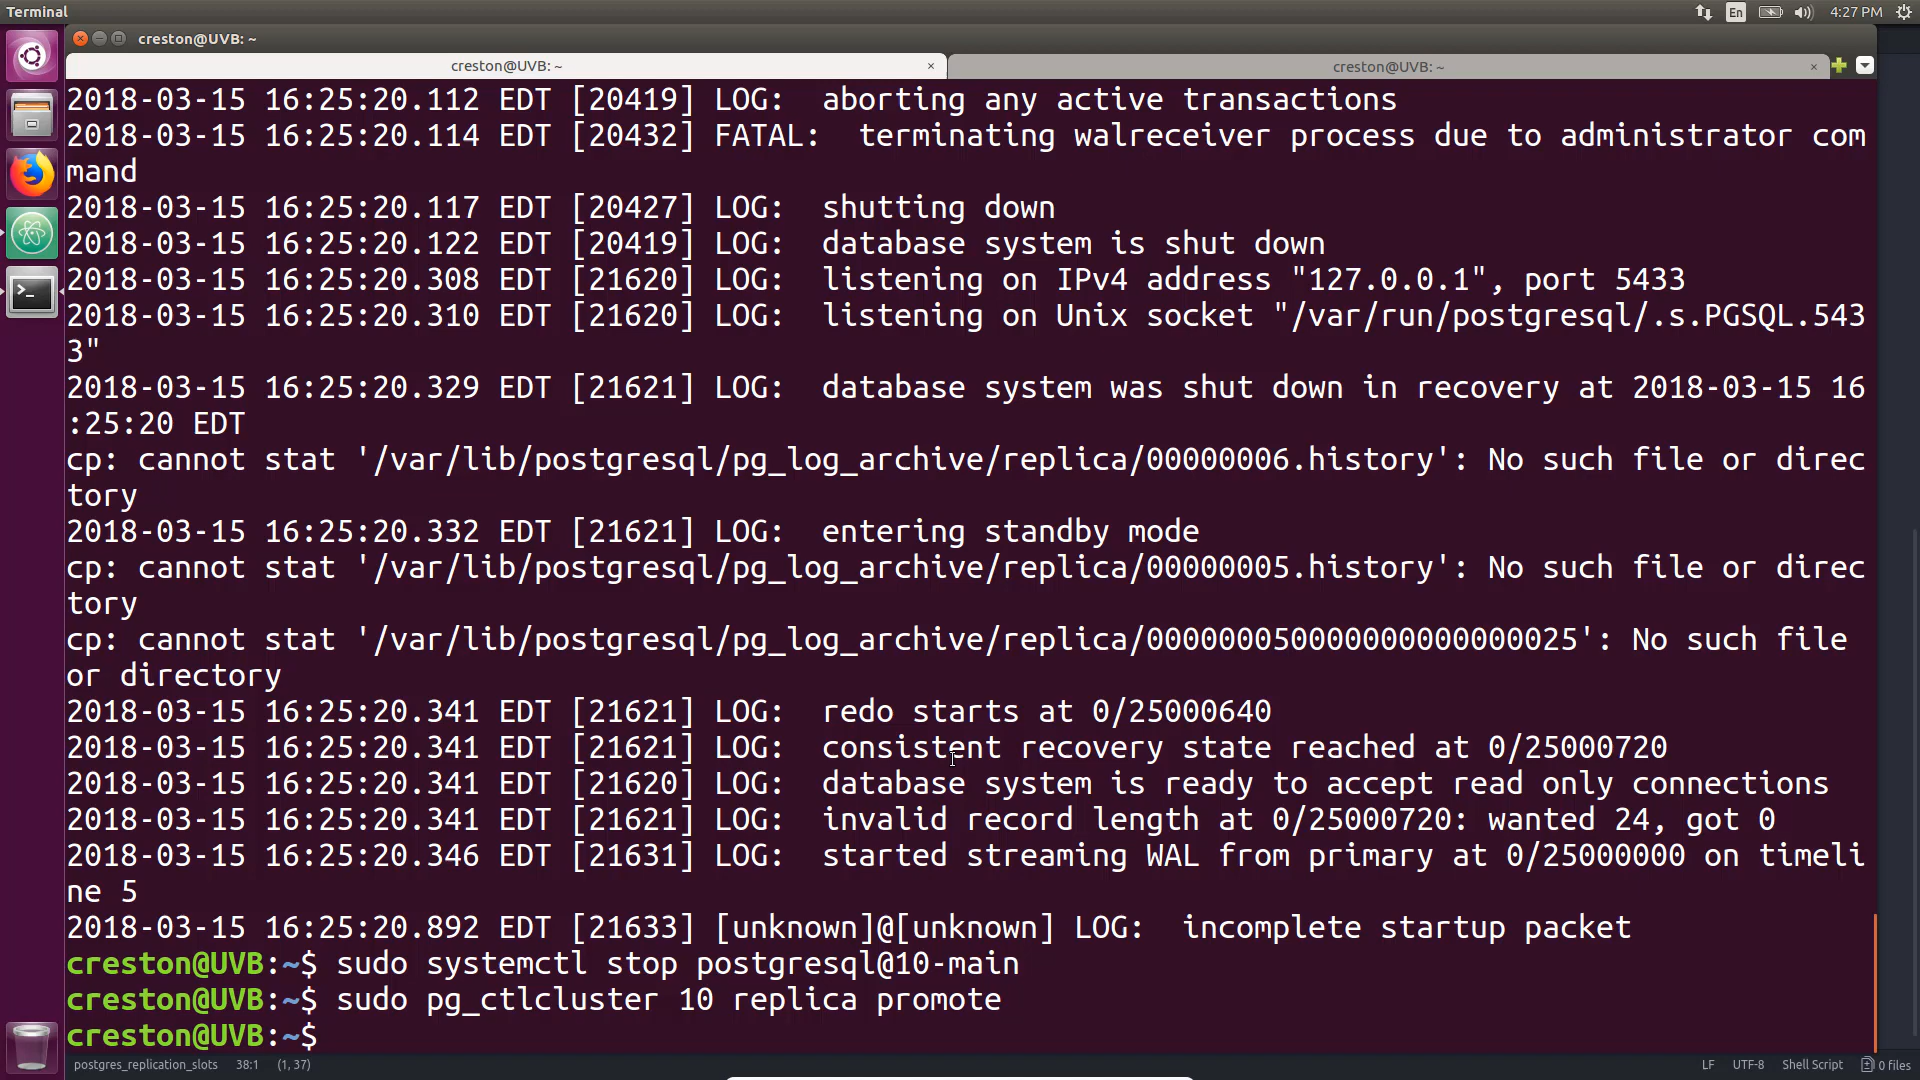 Terminal
En
4:27 PM
creston@UVB: ~
creston@UVB: ~
creston@UVB: ~
2018-03-15 16:25:20.112 EDT [20419] LOG:  aborting any active transactions
2018-03-15 16:25:20.114 EDT [20432] FATAL:  terminating walreceiver process due to administrator com
mand
2018-03-15 16:25:20.117 EDT [20427] LOG:  shutting down
2018-03-15 16:25:20.122 EDT [20419] LOG:  database system is shut down
2018-03-15 16:25:20.308 EDT [21620] LOG:  listening on IPv4 address "127.0.0.1", port 5433
2018-03-15 16:25:20.310 EDT [21620] LOG:  listening on Unix socket "/var/run/postgresql/.s.PGSQL.543
3"
2018-03-15 16:25:20.329 EDT [21621] LOG:  database system was shut down in recovery at 2018-03-15 16
:25:20 EDT
cp: cannot stat '/var/lib/postgresql/pg_log_archive/replica/00000006.history': No such file or direc
tory
2018-03-15 16:25:20.332 EDT [21621] LOG:  entering standby mode
cp: cannot stat '/var/lib/postgresql/pg_log_archive/replica/00000005.history': No such file or direc
tory
cp: cannot stat '/var/lib/postgresql/pg_log_archive/replica/000000050000000000000025': No such file
or directory
2018-03-15 16:25:20.341 EDT [21621] LOG:  redo starts at 0/25000640
2018-03-15 16:25:20.341 EDT [21621] LOG:  consistent recovery state reached at 0/25000720
2018-03-15 16:25:20.341 EDT [21620] LOG:  database system is ready to accept read only connections
2018-03-15 16:25:20.341 EDT [21621] LOG:  invalid record length at 0/25000720: wanted 24, got 0
2018-03-15 16:25:20.346 EDT [21631] LOG:  started streaming WAL from primary at 0/25000000 on timeli
ne 5
2018-03-15 16:25:20.892 EDT [21633] [unknown]@[unknown] LOG:  incomplete startup packet
creston@UVB:~$ sudo systemctl stop postgresql@10-main
creston@UVB:~$ sudo pg_ctlcluster 10 replica promote
creston@UVB:~$
postgres_replication_slots 38:1 (1, 37) LF UTF-8 Shell Script 0 files